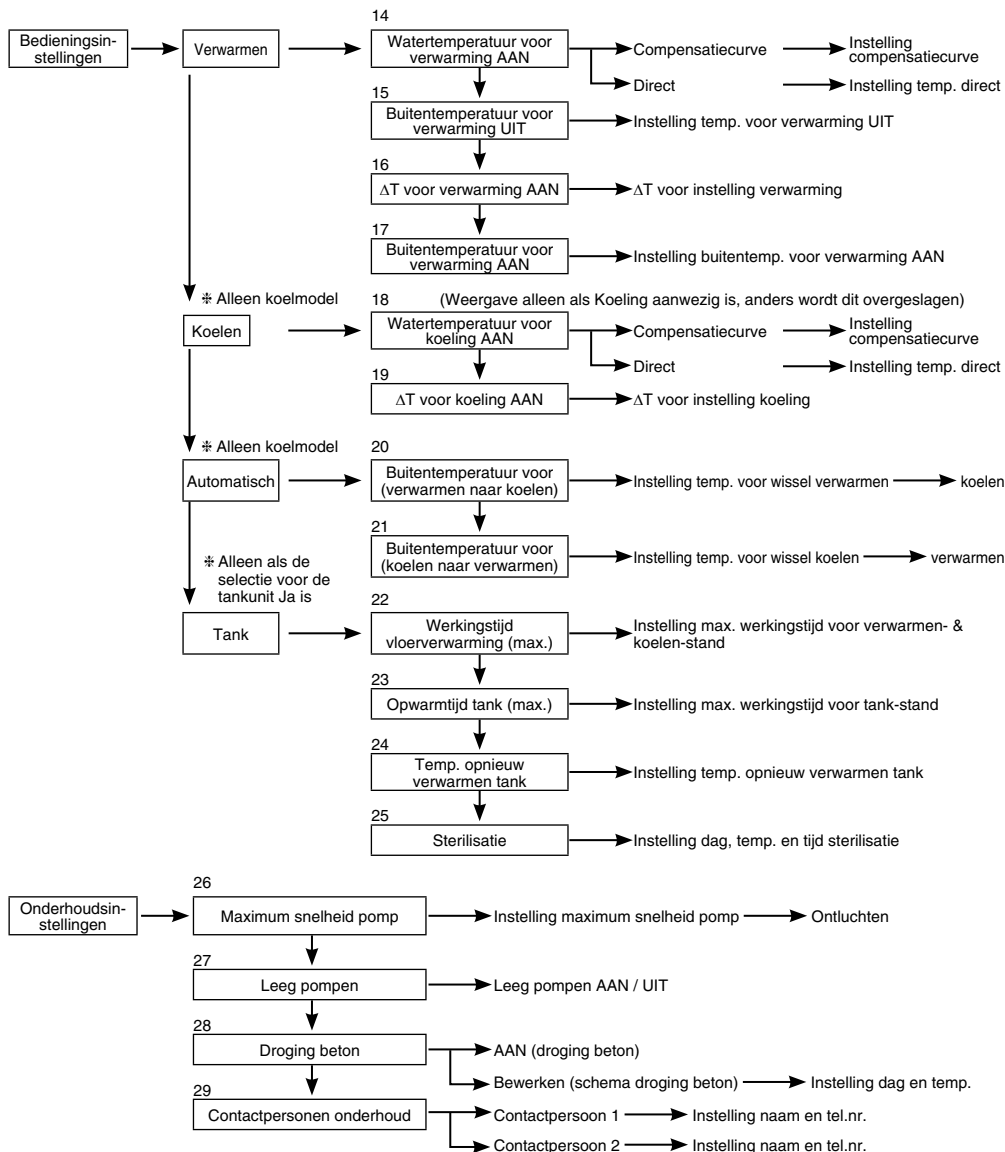 14
Bedieningsin-
stellingen
Verwarmen
Watertemperatuur voor
verwarming AAN
Compensatiecurve
Instelling
compensatiecurve
Direct
Instelling temp. direct
15
Buitentemperatuur voor
verwarming UIT
Instelling temp. voor verwarming UIT
16
∆T voor verwarming AAN
∆T voor instelling verwarming
17
Buitentemperatuur voor
verwarming AAN
Instelling buitentemp. voor verwarming AAN
⁜ Alleen koelmodel
18
(Weergave alleen als Koeling aanwezig is, anders wordt dit overgeslagen)
Koelen
Watertemperatuur voor
koeling AAN
Compensatiecurve
Instelling
compensatiecurve
Direct
Instelling temp. direct
19
∆T voor koeling AAN
∆T voor instelling koeling
⁜ Alleen koelmodel
20
Automatisch
Buitentemperatuur voor
(verwarmen naar koelen)
Instelling temp. voor wissel verwarmen
koelen
21
Buitentemperatuur voor
(koelen naar verwarmen)
Instelling temp. voor wissel koelen
verwarmen
⁜ Alleen als de
selectie voor de
tankunit Ja is
22
Tank
Werkingstijd
vloerverwarming (max.)
Instelling max. werkingstijd voor verwarmen- &
koelen-stand
23
Opwarmtijd tank (max.)
Instelling max. werkingstijd voor tank-stand
24
Temp. opnieuw
verwarmen tank
Instelling temp. opnieuw verwarmen tank
25
Sterilisatie
Instelling dag, temp. en tijd sterilisatie
26
Onderhoudsin-
stellingen
Maximum snelheid pomp
Instelling maximum snelheid pomp
Ontluchten
27
Leeg pompen
Leeg pompen AAN / UIT
28
Droging beton
AAN (droging beton)
Bewerken (schema droging beton)
Instelling dag en temp.
29
Contactpersonen onderhoud
Contactpersoon 1
Instelling naam en tel.nr.
Contactpersoon 2
Instelling naam en tel.nr.